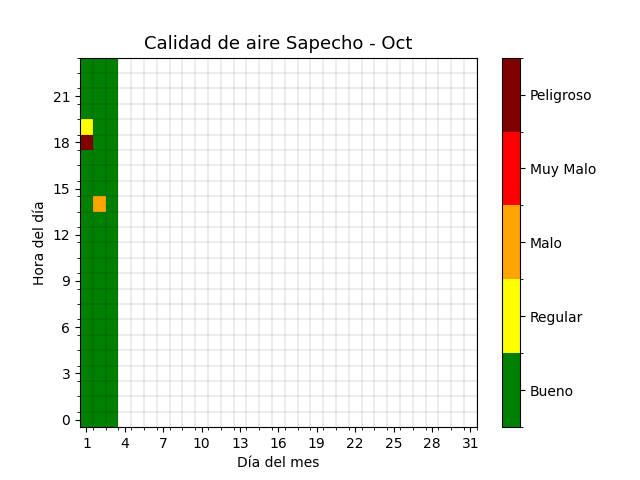 Calidad de aire Sapecho - Oct
Hora del día
21
18
15
12
9
6
3
0
1 4 7 10 13 16 19 22 25 28 31
Día del mes
Peligroso
Muy Malo
Malo
Regular
Bueno